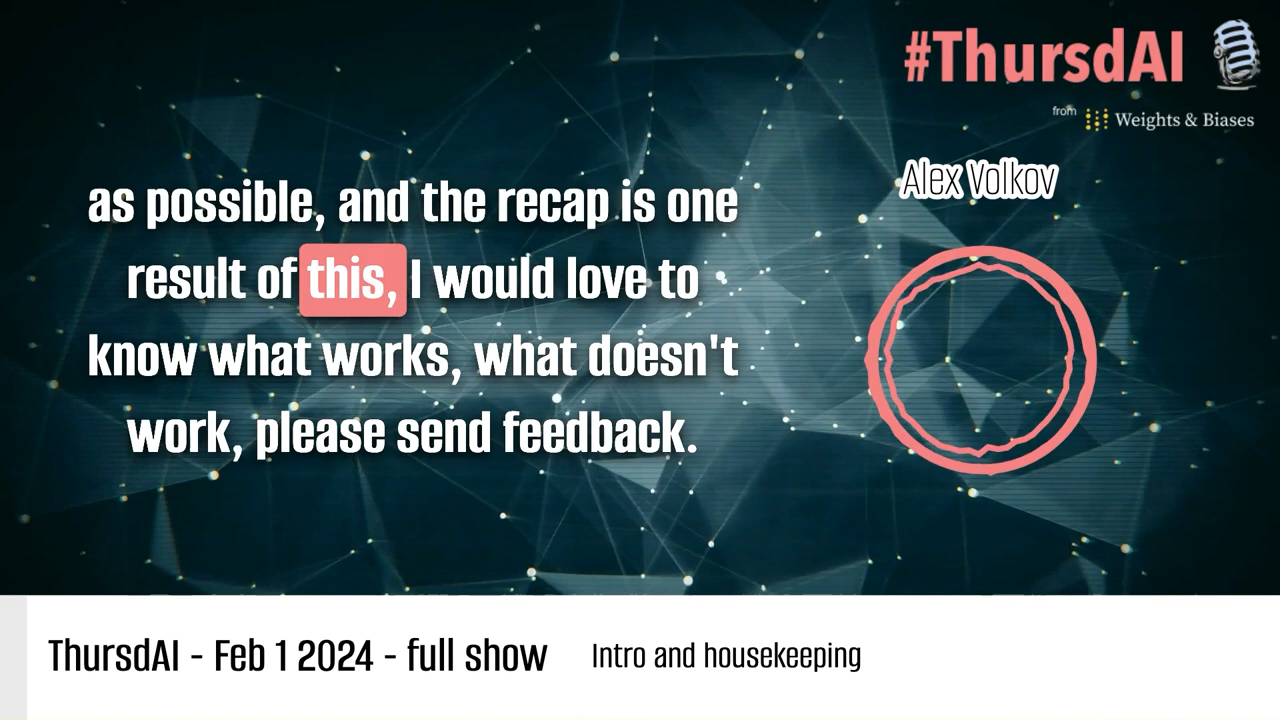 #ThursdAI
from Weights & Biases
Alex Volkov
as possible, and the recap is one
result of this, I would love to
know what works, what doesn't
work, please send feedback.
ThursdAI - Feb 1 2024 - full show Intro and housekeeping